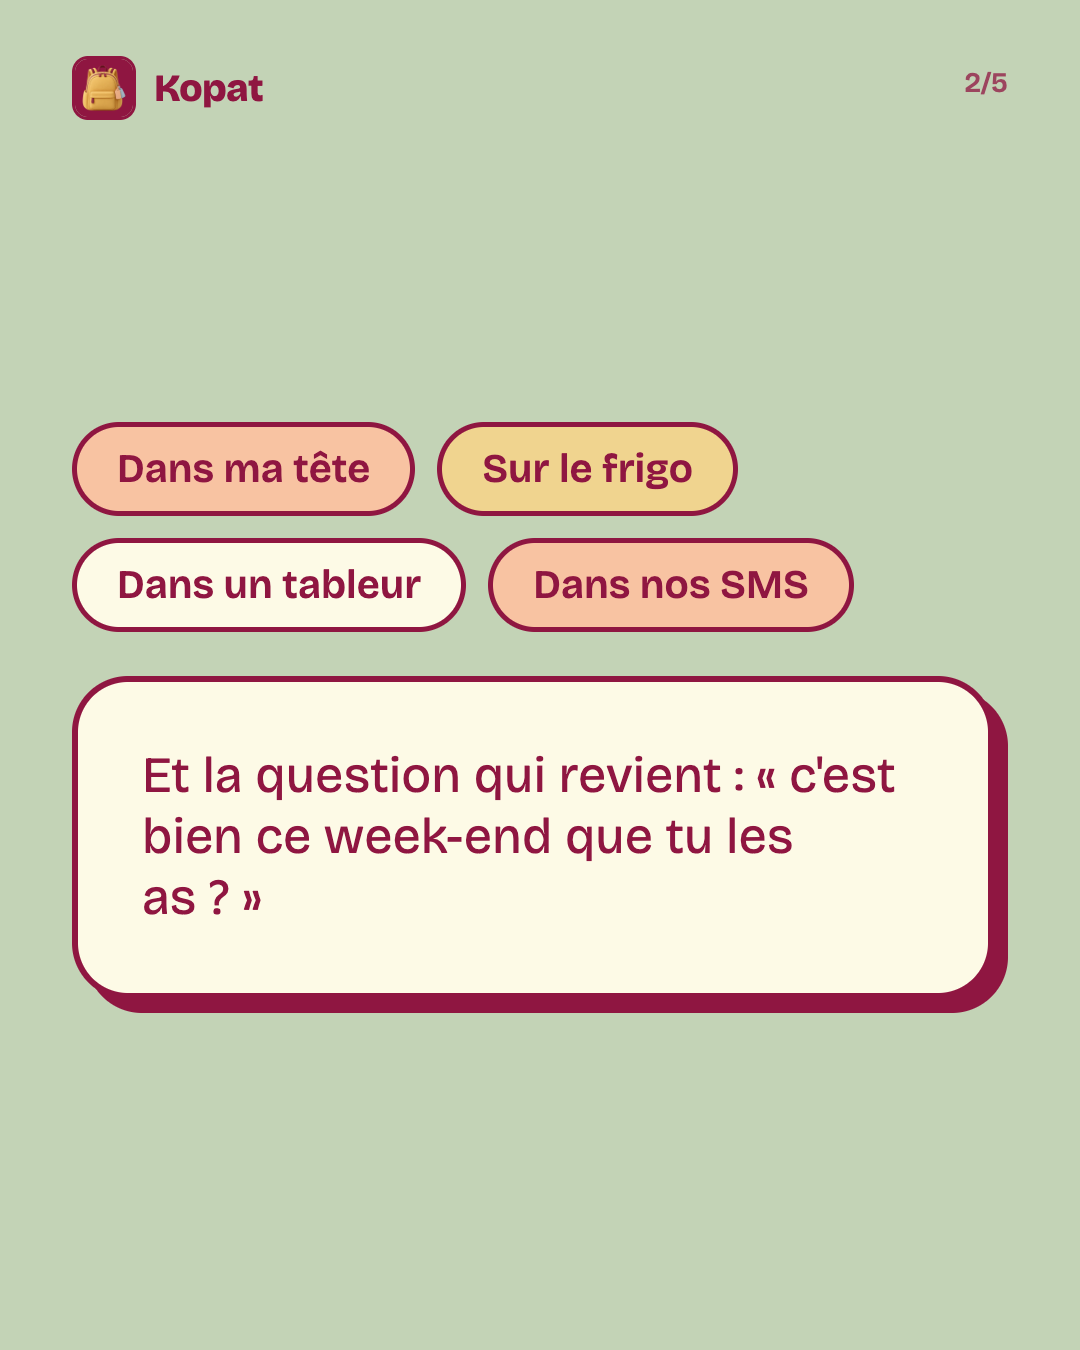 Kopat
2/5
Dans ma tête
Sur le frigo
Dans un tableur
Dans nos SMS
Et la question qui revient : « c'est
bien ce week-end que tu les
as ? »